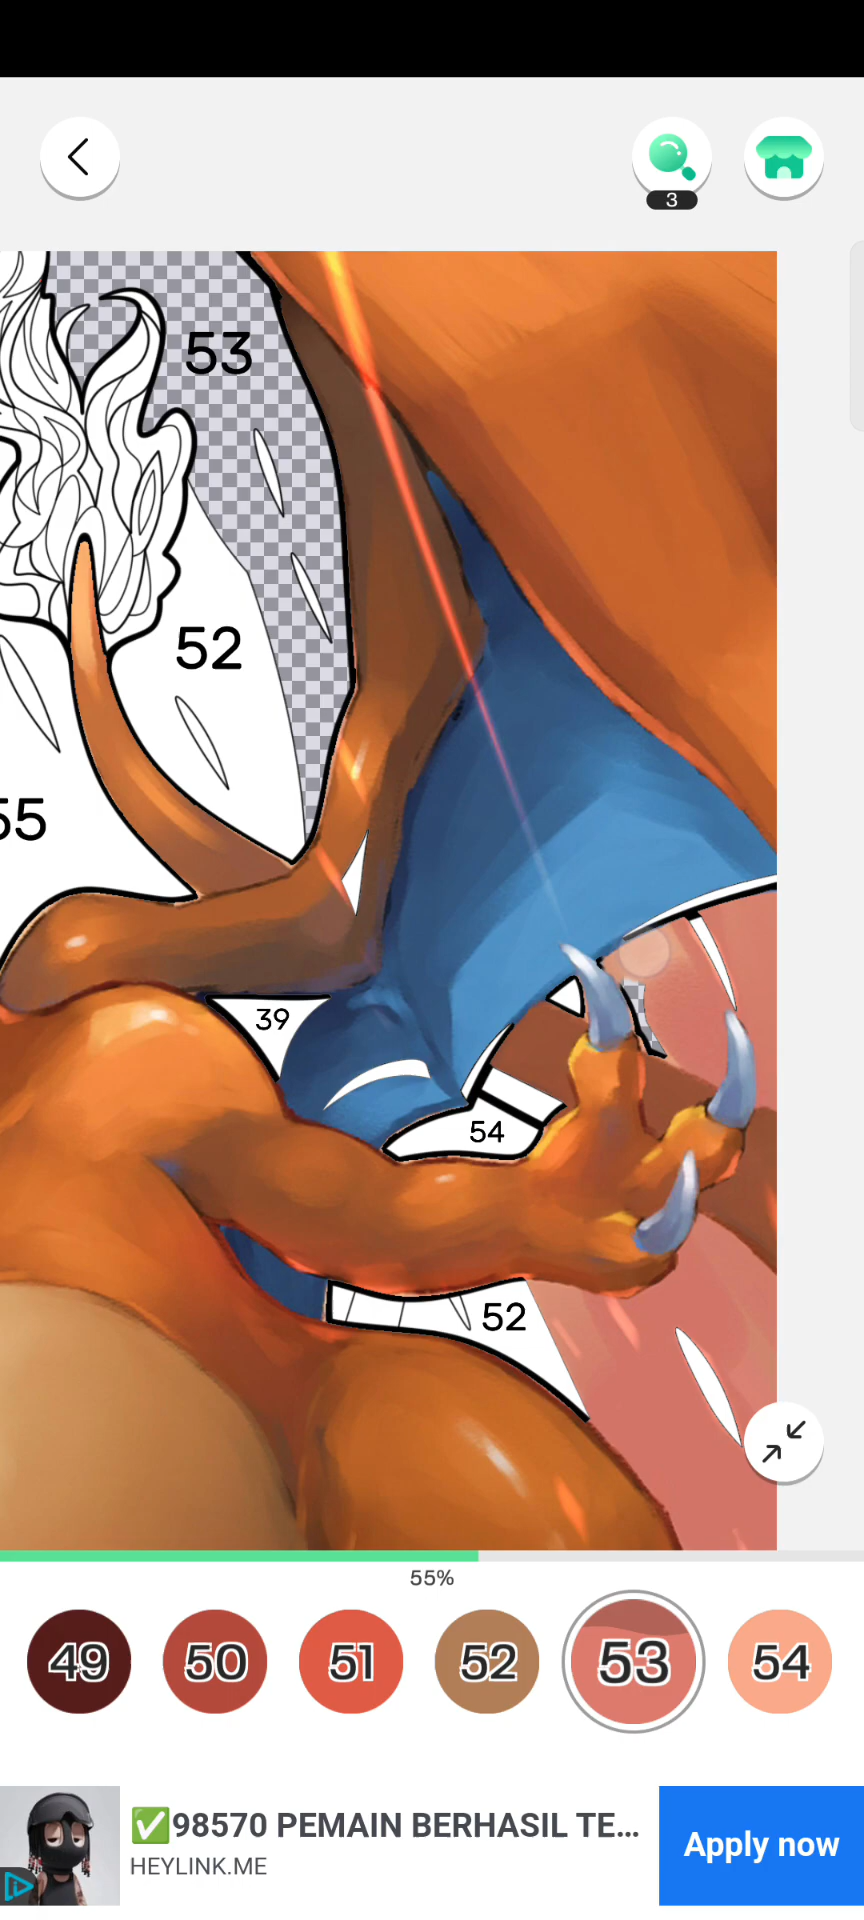 3
53
52
55
39
54
52
55%
49 50 51 52 53 54
✅98570 PEMAIN BERHASIL TE...
HEYLINK.ME
Apply now